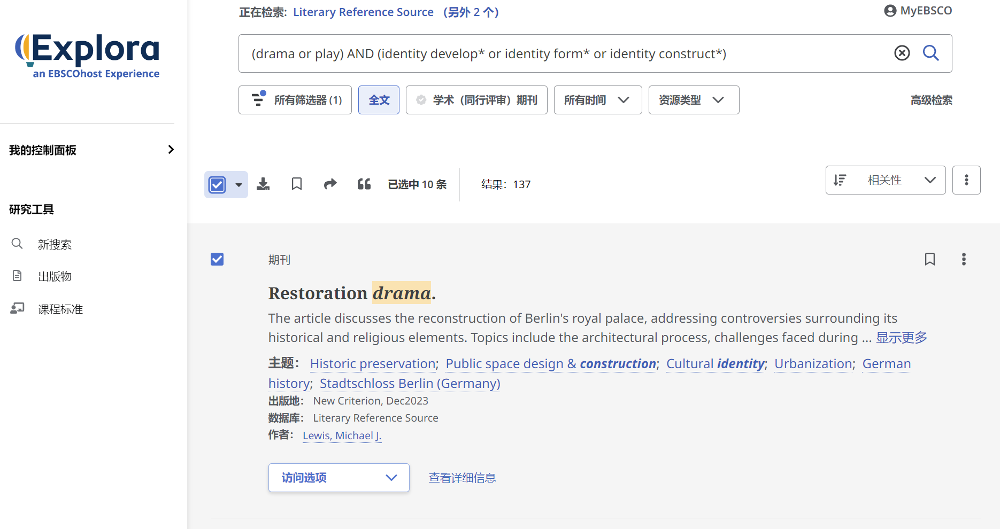 正在检索: Literary Reference Source （另外 2 个）
MyEBSCO
Explora
an EBSCOhost Experience
(drama or play) AND (identity develop* or identity form* or identity construct*)
所有筛选器 (1)
全文
学术（同行评审）期刊
所有时间
资源类型
高级检索
我的控制面板
已选中 10 条
结果：137
相关性
研究工具
新搜索
出版物
课程标准
期刊
Restoration drama.
The article discusses the reconstruction of Berlin's royal palace, addressing controversies surrounding its
historical and religious elements. Topics include the architectural process, challenges faced during ... 显示更多
主题： Historic preservation; Public space design & construction; Cultural identity; Urbanization; German
history; Stadtschloss Berlin (Germany)
出版地： New Criterion, Dec2023
数据库： Literary Reference Source
作者： Lewis, Michael J.
访问选项
查看详细信息